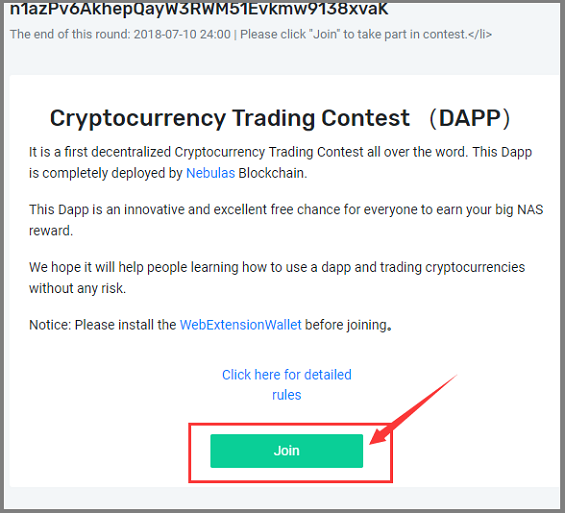 n1azPv6AkhepQayW3RWM51Evkmw9138xvaK
The end of this round: 2018-07-10 24:00 | Please click "Join" to take part in contest.</li>
Cryptocurrency Trading Contest （DAPP）
It is a first decentralized Cryptocurrency Trading Contest all over the word. This Dapp
is completely deployed by Nebulas Blockchain.
This Dapp is an innovative and excellent free chance for everyone to earn your big NAS
reward.
We hope it will help people learning how to use a dapp and trading cryptocurrencies
without any risk.
Notice: Please install the WebExtensionWallet before joining。
Click here for detailed
rules
Join